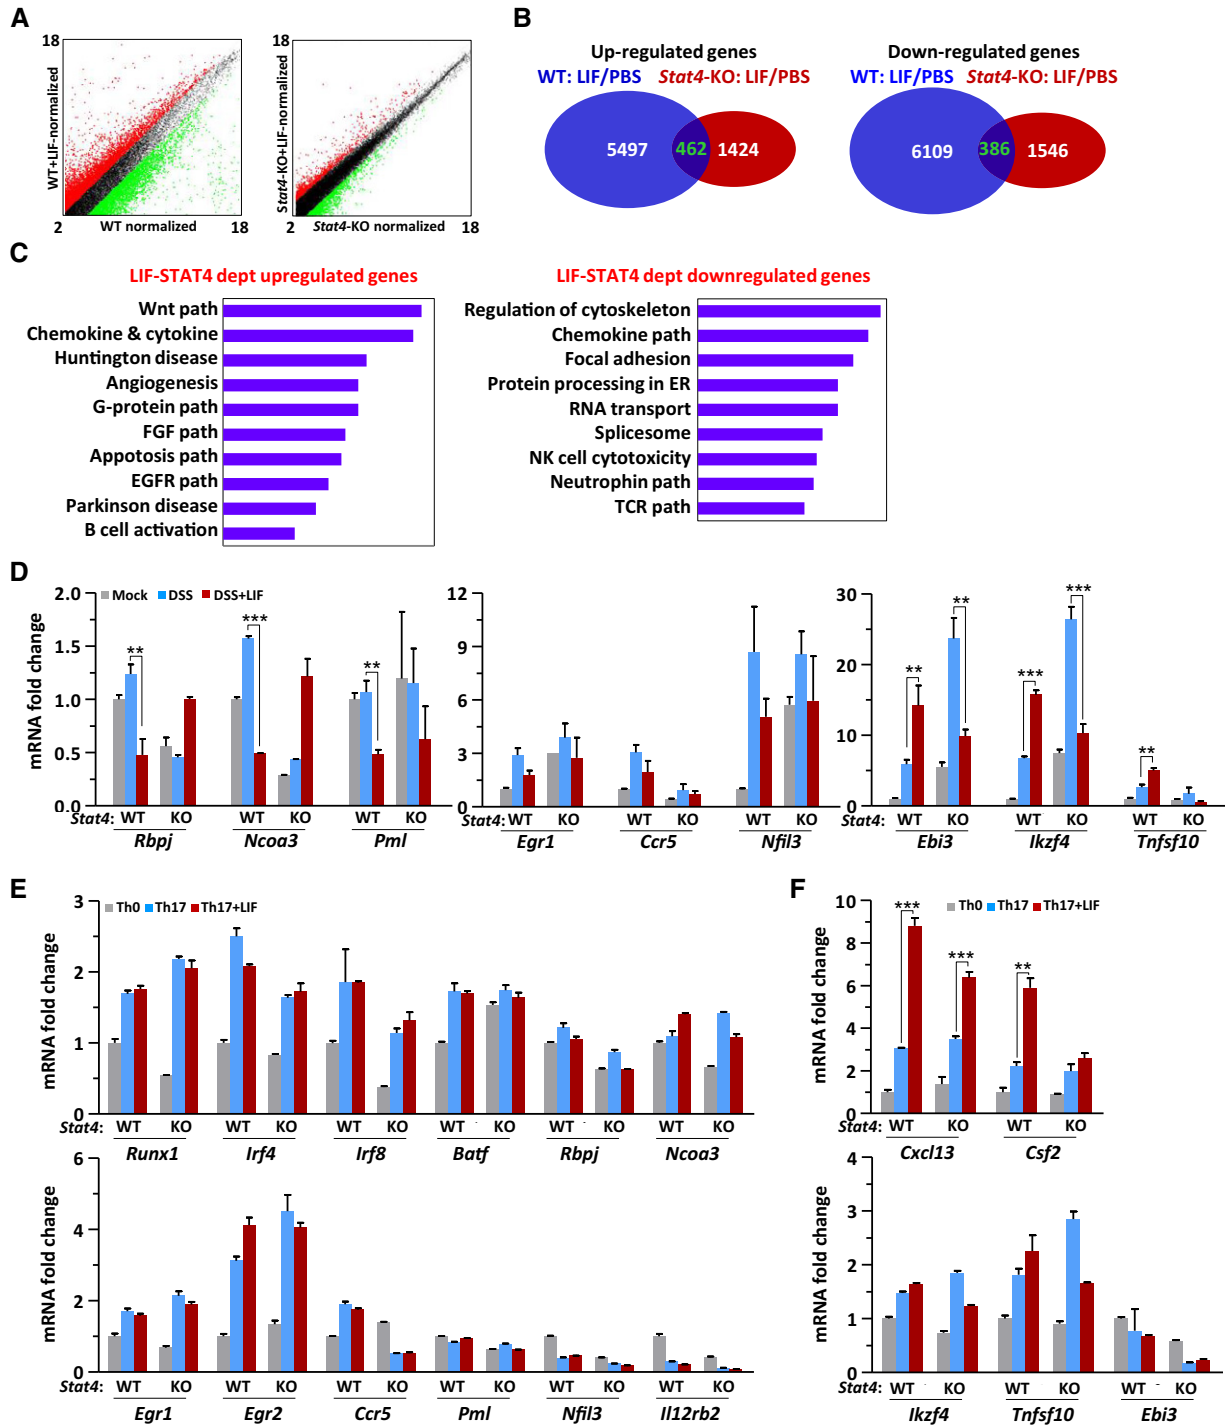 A
18
WT+LIF-normalized
2
WT normalized
18
18
Stat4-KO+LIF-normalized
2
Stat4-KO normalized
18
B
Up-regulated genes
WT: LIF/PBS
Stat4-KO: LIF/PBS
5497
462
1424
Down-regulated genes
WT: LIF/PBS
Stat4-KO: LIF/PBS
6109
386
1546
C
LIF-STAT4 dept upregulated genes
Wnt path
Chemokine & cytokine
Huntington disease
Angiogenesis
G-protein path
FGF path
Appotosis path
EGFR path
Parkinson disease
B cell activation
LIF-STAT4 dept downregulated genes
Regulation of cytoskeleton
Chemokine path
Focal adhesion
Protein processing in ER
RNA transport
Splicesome
NK cell cytotoxicity
Neutrophin path
TCR path
D
mRNA fold change
2.0
1.5
1.0
0.5
0.0
Mock DSS DSS+LIF
** *** **
Stat4: WT KO WT KO WT KO
Rbpj Ncoa3 Pml
12
9
6
3
0
WT KO WT KO WT KO
Egr1 Ccr5 Nfil3
30
20
10
0
** ** *** *** **
Stat4: WT KO WT KO WT KO
Ebi3 Ikzf4 Tnfsf10
E
mRNA fold change
3
2
1
0
Th0 Th17 Th17+LIF
Stat4: WT KO WT KO WT KO WT KO WT KO WT KO
Runx1 Irf4 Irf8 Batf Rbpj Ncoa3
mRNA fold change
6
4
2
0
Stat4: WT KO WT KO WT KO WT KO WT KO WT KO
Egr1 Egr2 Ccr5 Pml Nfil3 Il12rb2
F
mRNA fold change
10
8
6
4
2
0
Th0 Th17 Th17+LIF
*** *** **
Stat4: WT KO WT KO
Cxcl13 Csf2
mRNA fold change
4
3
2
1
0
Stat4: WT KO WT KO WT KO
Ikzf4 Tnfsf10 Ebi3